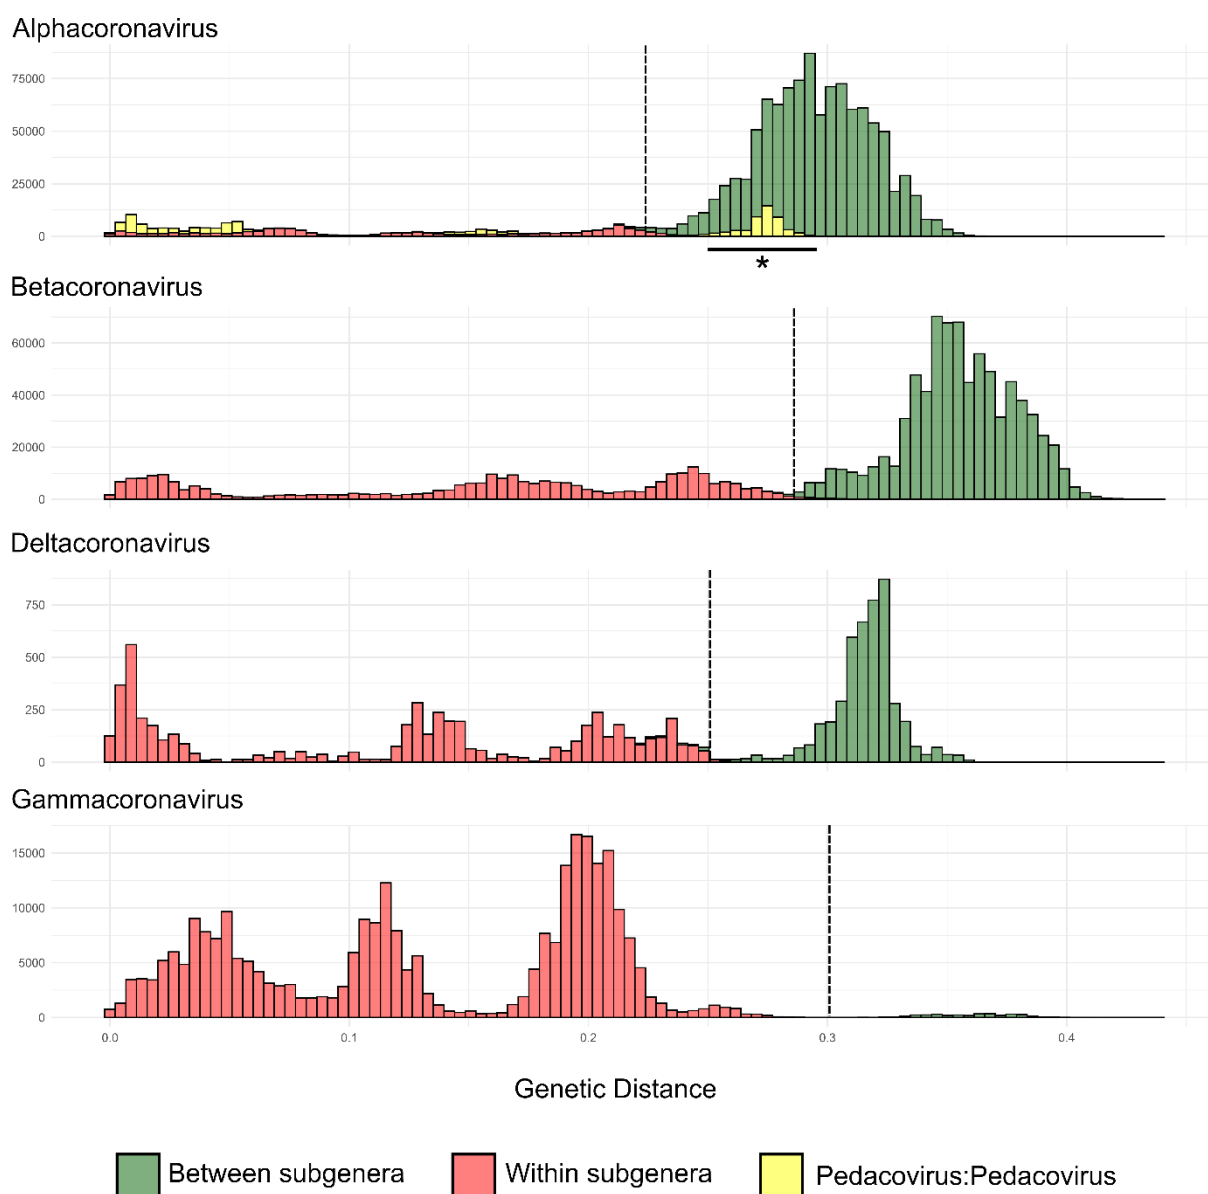 Alphacoronavirus
75000
50000
25000
0
*
Betacoronavirus
60000
40000
20000
0
Deltacoronavirus
750
500
250
0
Gammacoronavirus
15000
10000
5000
0
0.0 0.1 0.2 0.3 0.4
Genetic Distance
Between subgenera Within subgenera Pedacovirus:Pedacovirus